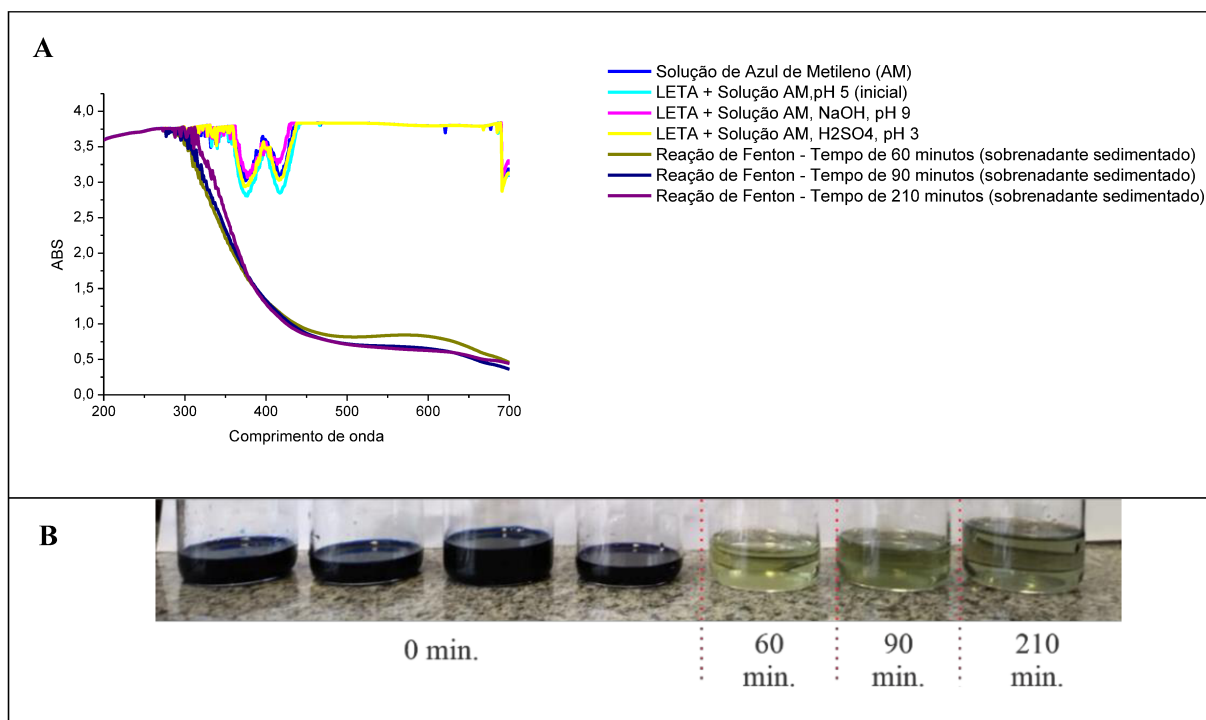 A
Solução de Azul de Metileno (AM)
LETA + Solução AM,pH 5 (inicial)
LETA + Solução AM, NaOH, pH 9
LETA + Solução AM, H2SO4, pH 3
Reação de Fenton - Tempo de 60 minutos (sobrenadante sedimentado)
Reação de Fenton - Tempo de 90 minutos (sobrenadante sedimentado)
Reação de Fenton - Tempo de 210 minutos (sobrenadante sedimentado)
4,0
3,5
3,0
2,5
2,0
1,5
1,0
0,5
0,0
ABS
200 300 400 500 600 700
Comprimento de onda
B
0 min.
60
min.
90
min.
210
min.